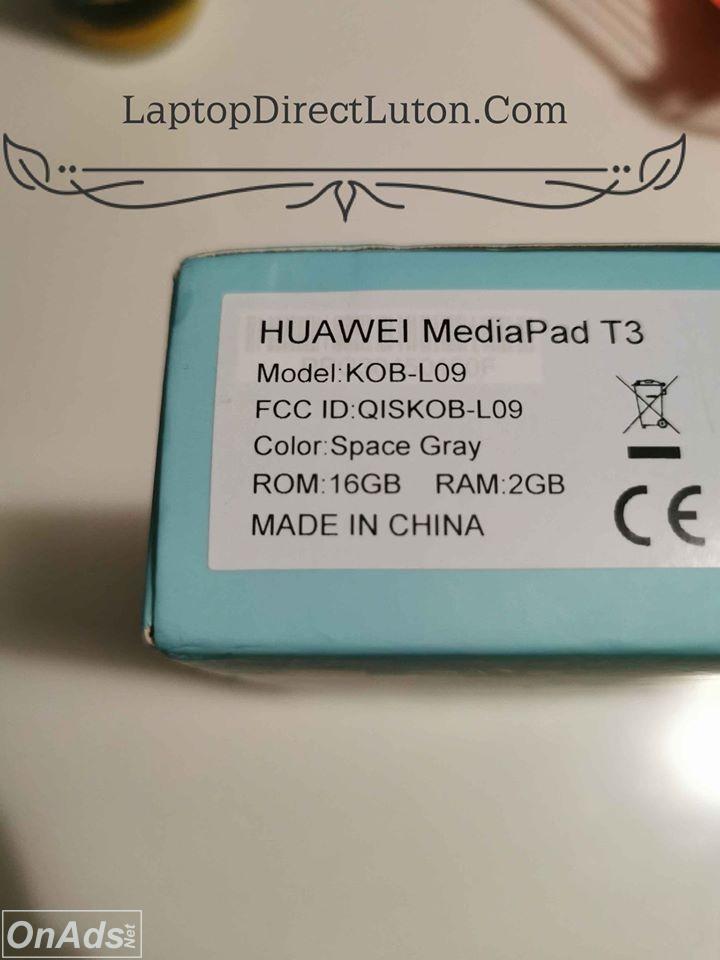 LaptopDirectLuton.Com
HUAWEI MediaPad T3
Model:KOB-L09
FCC ID:QISKOB-L09
Color:Space Gray
ROM:16GB RAM:2GB
MADE IN CHINA
CE
OnAds.Net